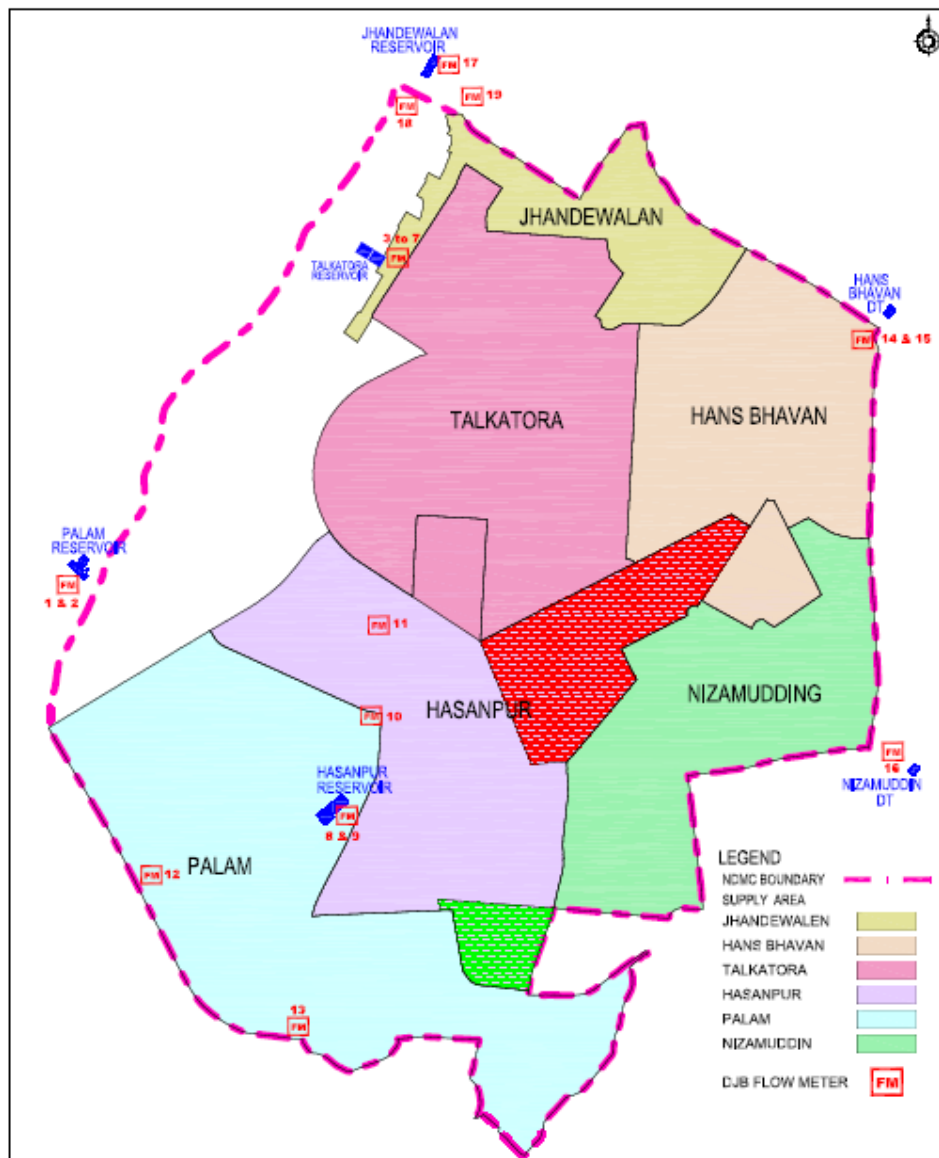 JHANDEWALAN
RESERVOIR
FM 17
FM 19
FM
18
JHANDEWALAN
3 to 7
FM
TALKATORA
RESERVOIR
HANS
BHAVAN
DT
FM 14 & 15
TALKATORA
HANS BHAVAN
PALAM
RESERVOIR
FM
1 & 2
FM 11
NIZAMUDDING
HASANPUR
FM 10
FM
16
NIZAMUDDIN
DT
HASANPUR
RESERVOIR
FM
8 & 9
PALAM
FM 12
13
FM
LEGEND
NDMC BOUNDARY
SUPPLY AREA
JHANDEWALEN
HANS BHAVAN
TALKATORA
HASANPUR
PALAM
NIZAMUDDIN
DJB FLOW METER FM